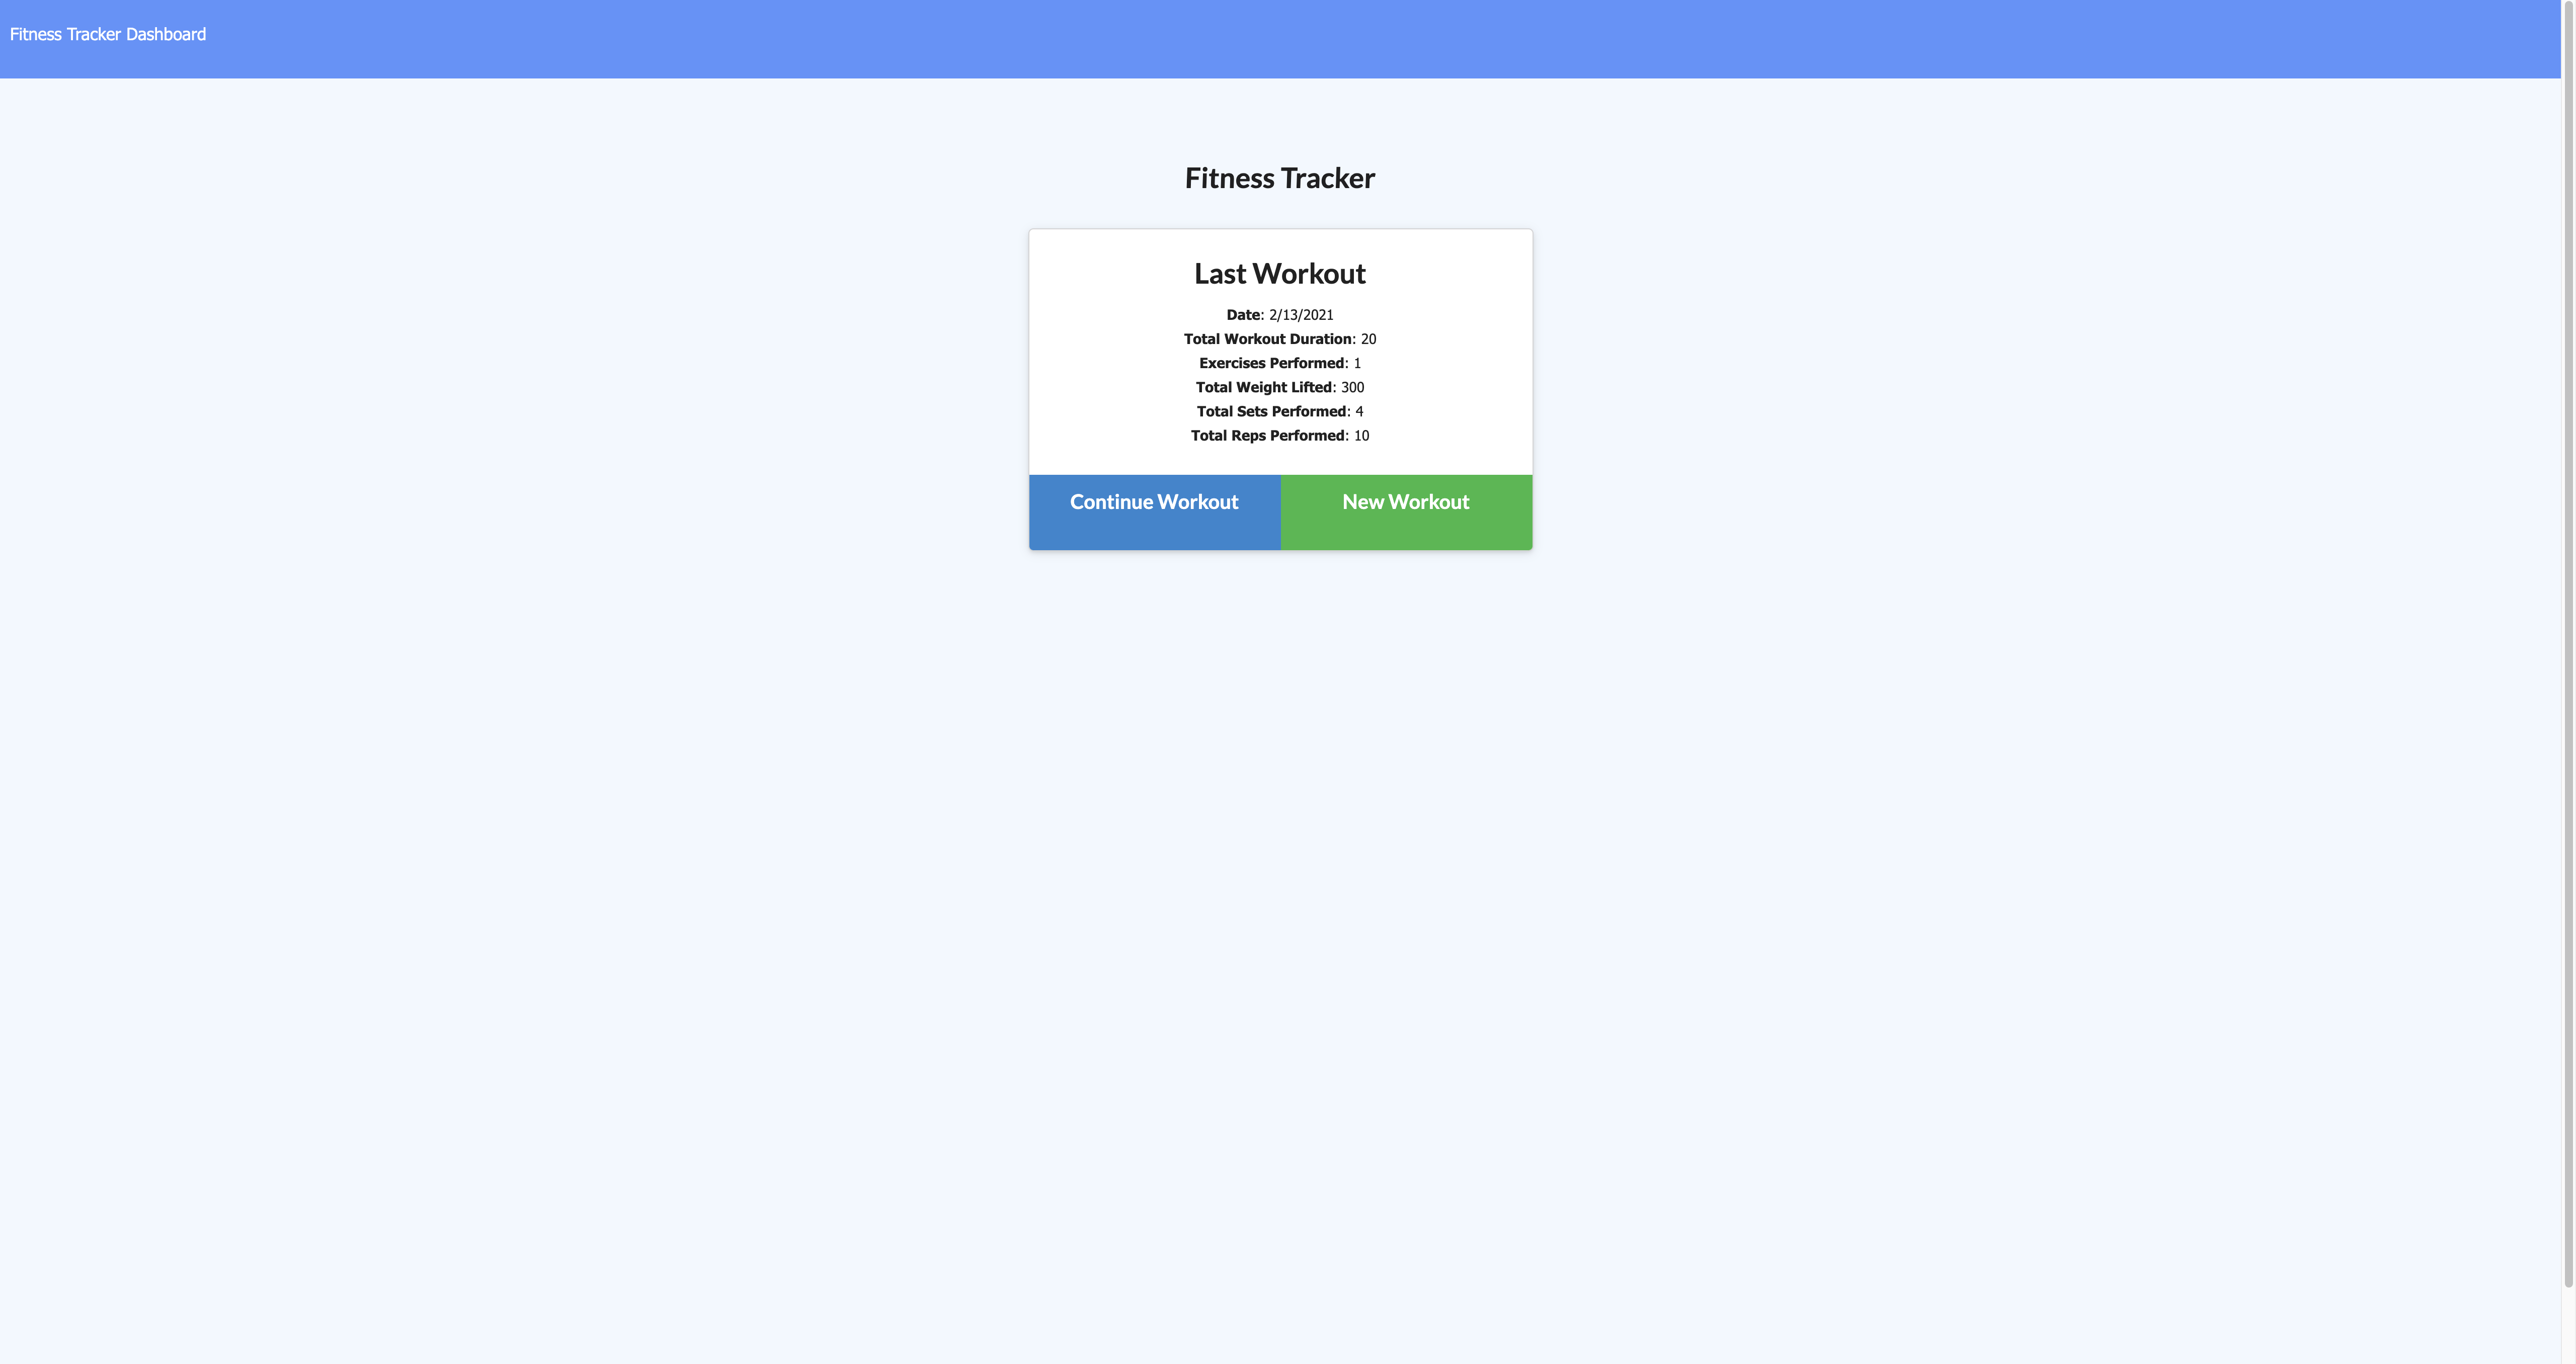 Fitness Tracker Dashboard
Fitness Tracker
Last Workout
Date: 2/13/2021
Total Workout Duration: 20
Exercises Performed: 1
Total Weight Lifted: 300
Total Sets Performed: 4
Total Reps Performed: 10
Continue Workout New Workout